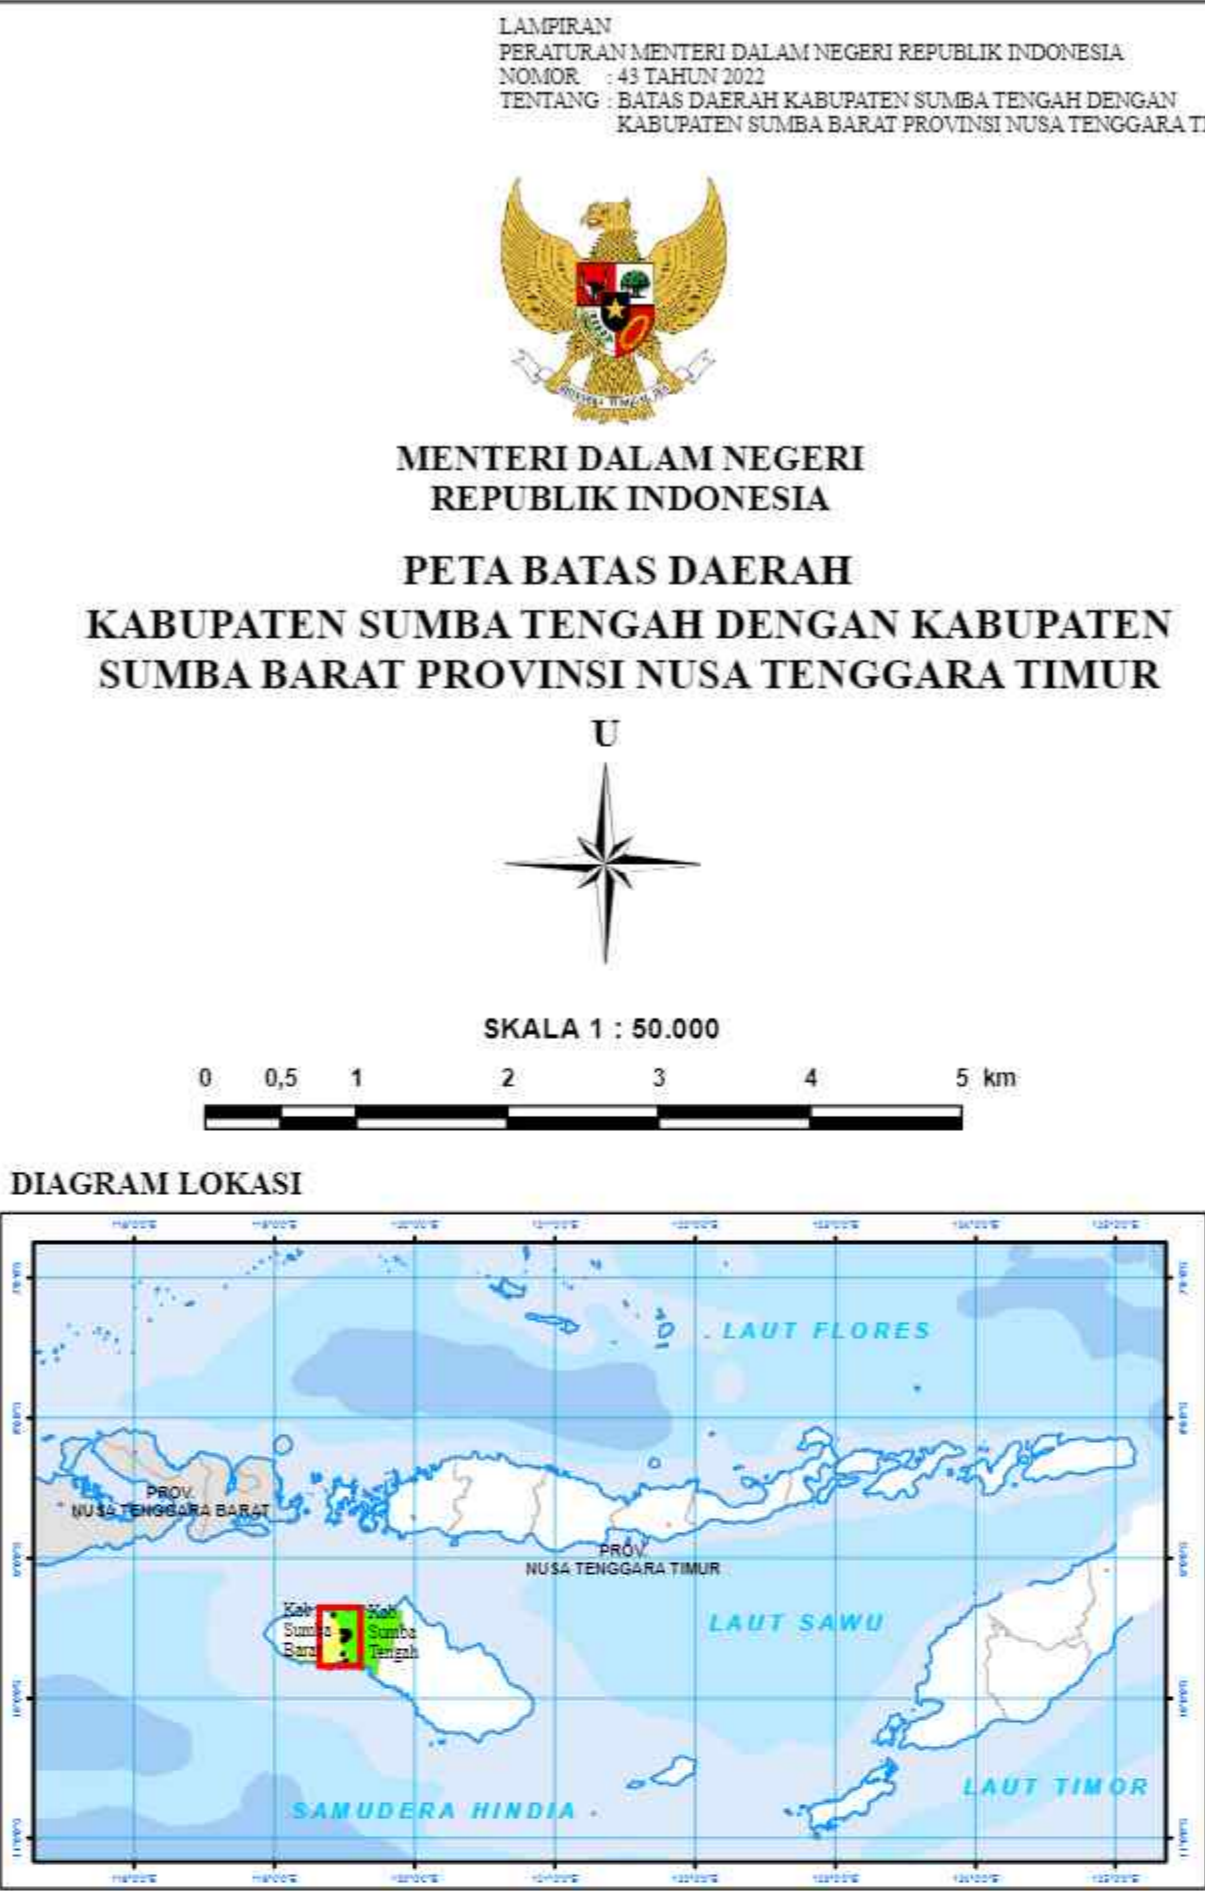 LAMPIRAN
PERATURAN MENTERI DALAM NEGERI REPUBLIK INDONESIA
NOMOR : 43 TAHUN 2022
TENTANG : BATAS DAERAH KABUPATEN SUMBA TENGAH DENGAN
KABUPATEN SUMBA BARAT PROVINSI NUSA TENGGARA
MENTERI DALAM NEGERI
REPUBLIK INDONESIA
PETA BATAS DAERAH
KABUPATEN SUMBA TENGAH DENGAN KABUPATEN
SUMBA BARAT PROVINSI NUSA TENGGARA TIMUR
U
SKALA 1 : 50.000
0 0,5 1 2 3 4 5 km
DIAGRAM LOKASI
LAUT FLORES
PROV.
NUSA TENGGARA BARAT
PROV.
NUSA TENGGARA TIMUR
Kab
Sumba
Barat
Kab
Sumba
Tengah
LAUT SAWU
LAUT TIMOR
SAMUDERA HINDIA